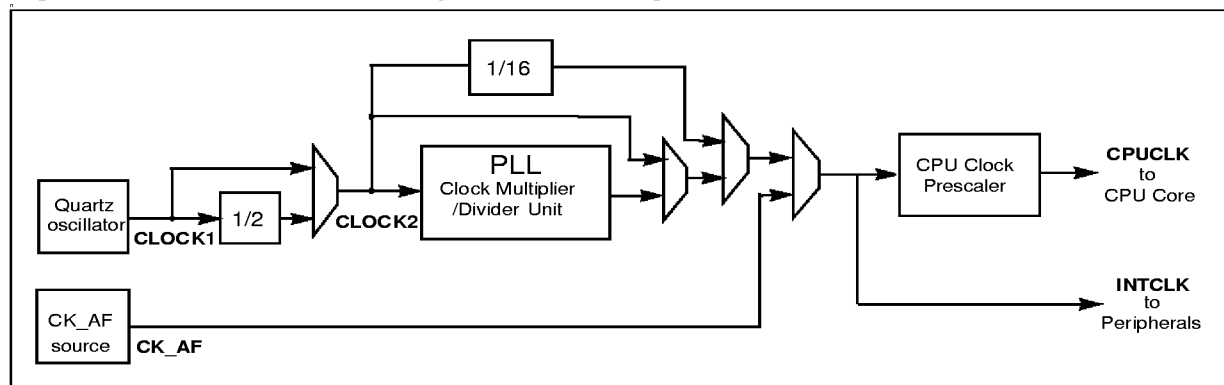 1/16
PLL
Clock Multiplier
/Divider Unit
Quartz
oscillator
CLOCK1
1/2
CLOCK2
CPU Clock
Prescaler
CPUCLK
to
CPU Core
INTCLK
to
Peripherals
CK_AF
source
CK_AF